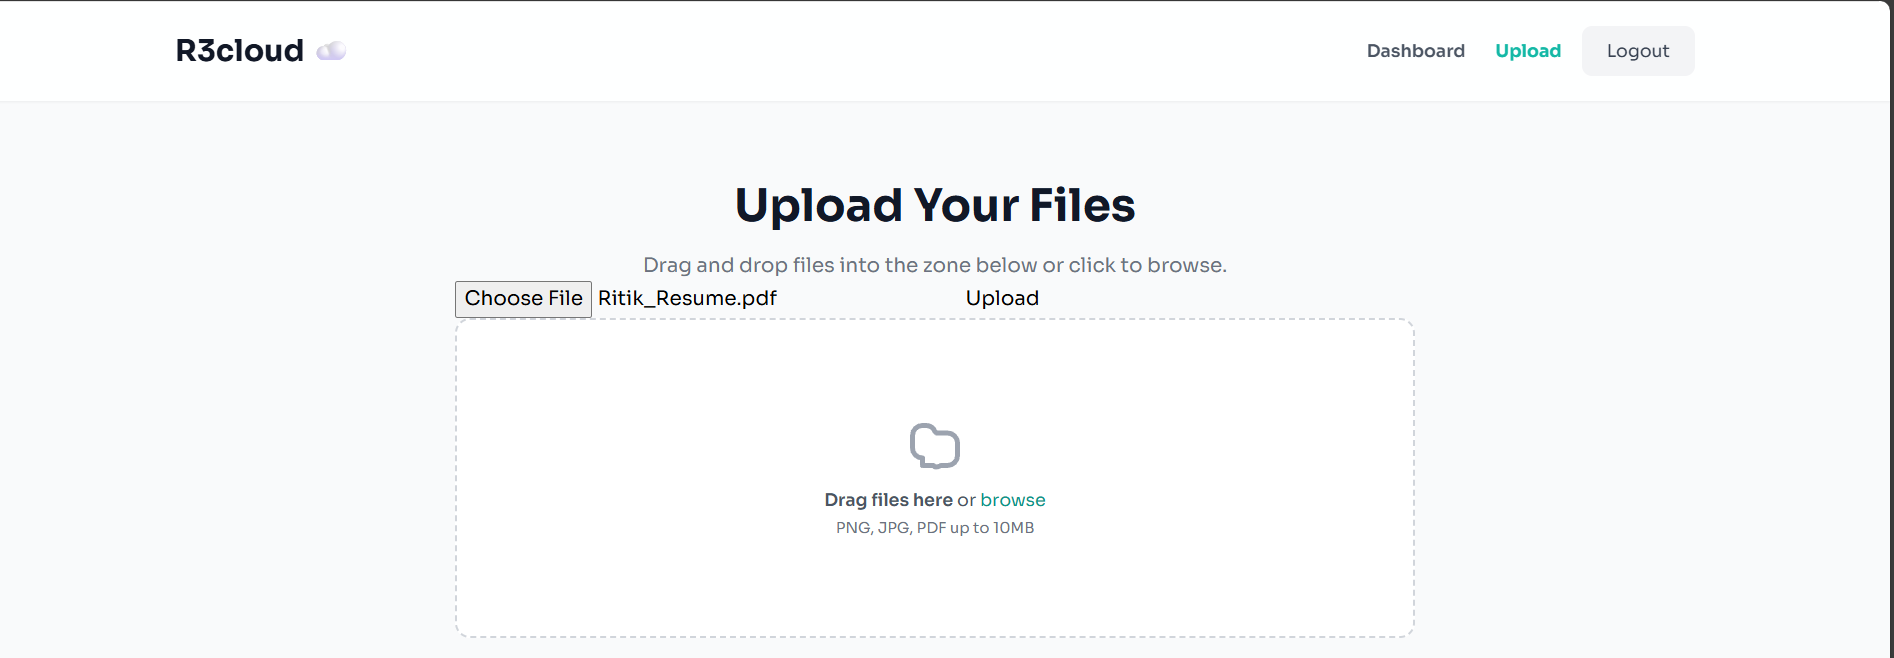 R3cloud
Dashboard Upload Logout
Upload Your Files
Drag and drop files into the zone below or click to browse.
Choose File Ritik_Resume.pdf Upload
Drag files here or browse
PNG, JPG, PDF up to 10MB